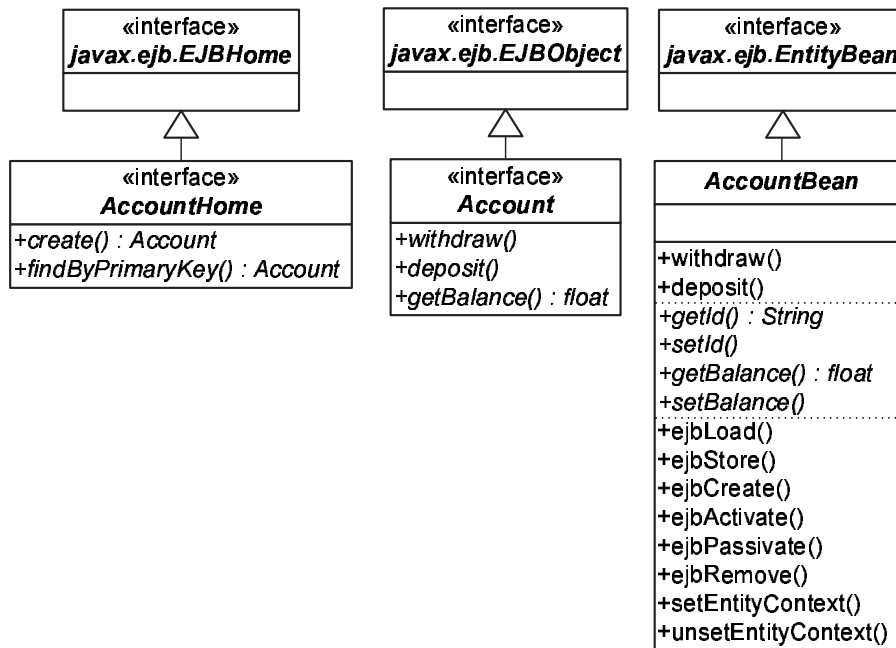 «interface»
javax.ejb.EJBHome
«interface»
AccountHome
+create() : Account
+findByPrimaryKey() : Account
«interface»
javax.ejb.EJBObject
«interface»
Account
+withdraw()
+deposit()
+getBalance() : float
«interface»
javax.ejb.EntityBean
AccountBean
+withdraw()
+deposit()
+getId() : String
+setId()
+getBalance() : float
+setBalance()
+ejbLoad()
+ejbStore()
+ejbCreate()
+ejbActivate()
+ejbPassivate()
+ejbRemove()
+setEntityContext()
+unsetEntityContext()